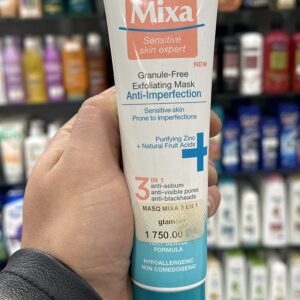 Mixa
Sensitive
skin expert
NEW
Granule-Free
Exfoliating Mask
Anti-Imperfection
Sensitive skin
Prone to imperfections
Purifying Zinc
+ Natural Fruit Acids
3 IN 1
anti-sebum
anti-visible pores
anti-blackheads
MASQ MIXA 3 EN 1
1 750.00
FORMULA
HYPOALLERGENIC
NON COMEDOGENIC